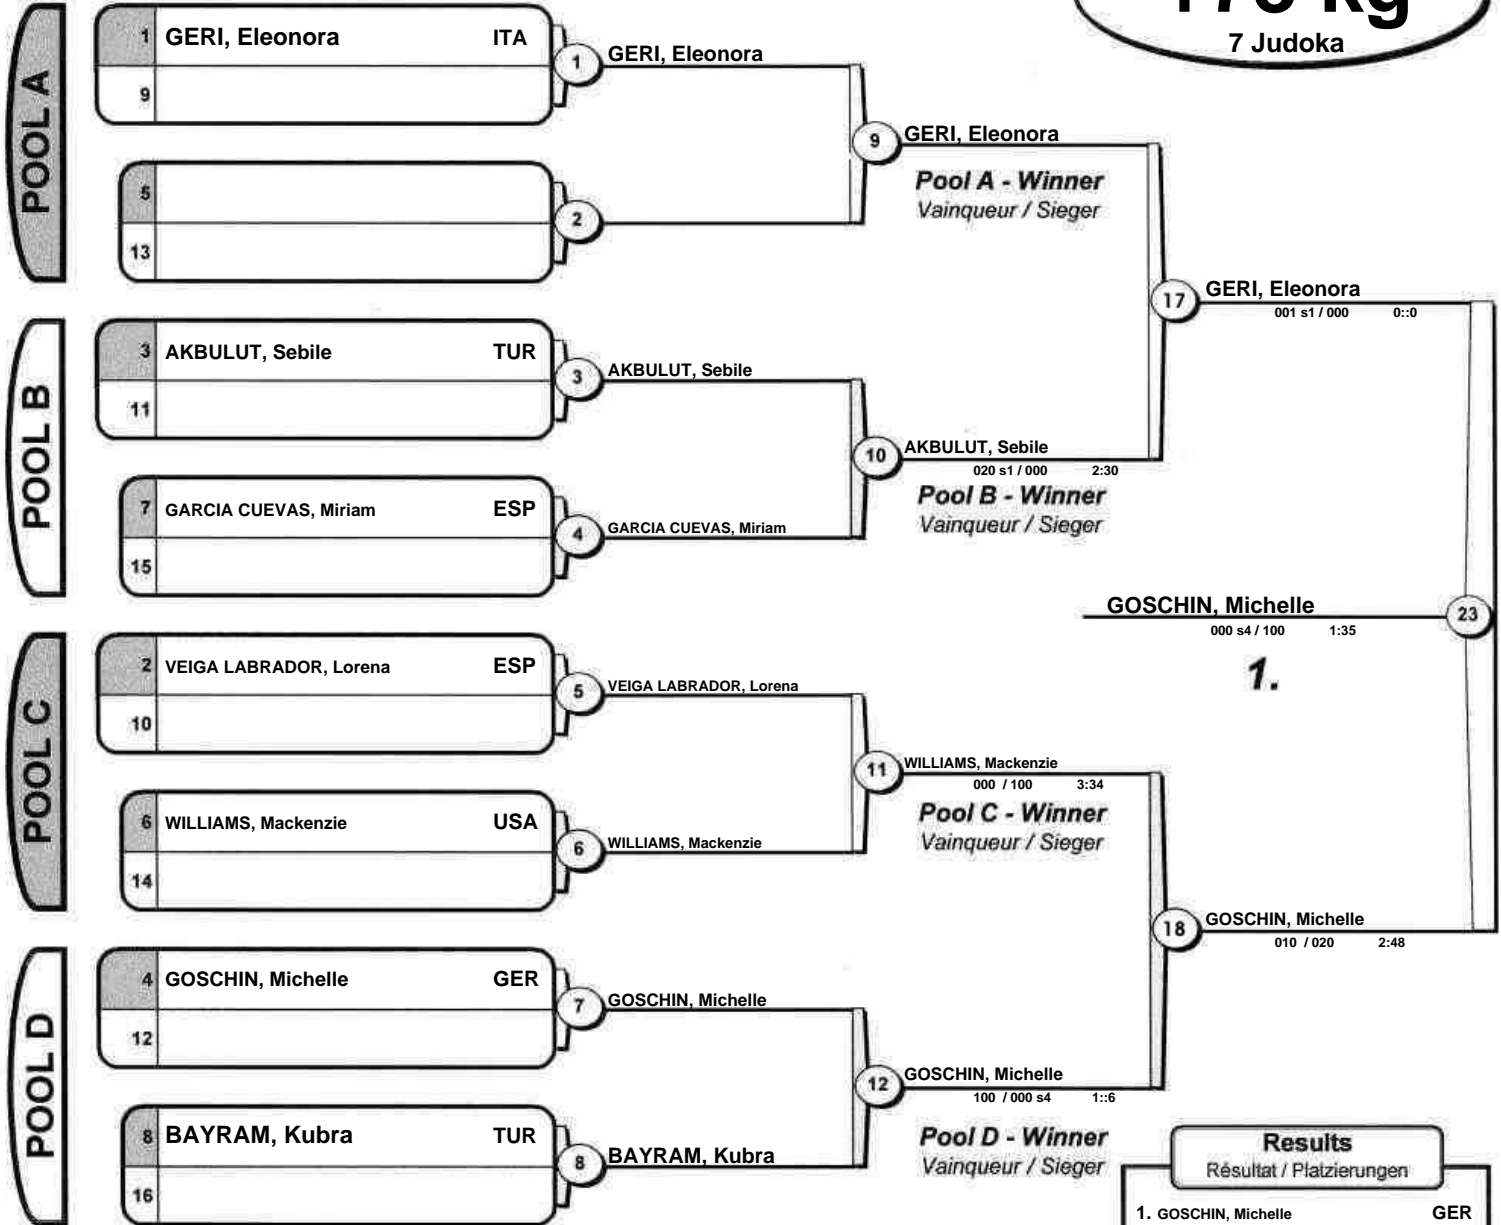 7 Judoka
POOL A
1 GERI, Eleonora ITA
9
5
13
1 GERI, Eleonora
2
9 GERI, Eleonora
Pool A - Winner
Vainqueur / Sieger
POOL B
3 AKBULUT, Sebile TUR
11
7 GARCIA CUEVAS, Miriam ESP
15
3 AKBULUT, Sebile
4 GARCIA CUEVAS, Miriam
10 AKBULUT, Sebile
020 s1 / 000 2:30
Pool B - Winner
Vainqueur / Sieger
17 GERI, Eleonora
001 s1 / 000 0::0
POOL C
2 VEIGA LABRADOR, Lorena ESP
10
6 WILLIAMS, Mackenzie USA
14
5 VEIGA LABRADOR, Lorena
6 WILLIAMS, Mackenzie
11 WILLIAMS, Mackenzie
000 / 100 3:34
Pool C - Winner
Vainqueur / Sieger
POOL D
4 GOSCHIN, Michelle GER
12
8 BAYRAM, Kubra TUR
16
7 GOSCHIN, Michelle
8 BAYRAM, Kubra
12 GOSCHIN, Michelle
100 / 000 s4 1::6
Pool D - Winner
Vainqueur / Sieger
18 GOSCHIN, Michelle
010 / 020 2:48
GOSCHIN, Michelle 23
000 s4 / 100 1:35
1.
Results
Résultat / Platzierungen
1. GOSCHIN, Michelle GER